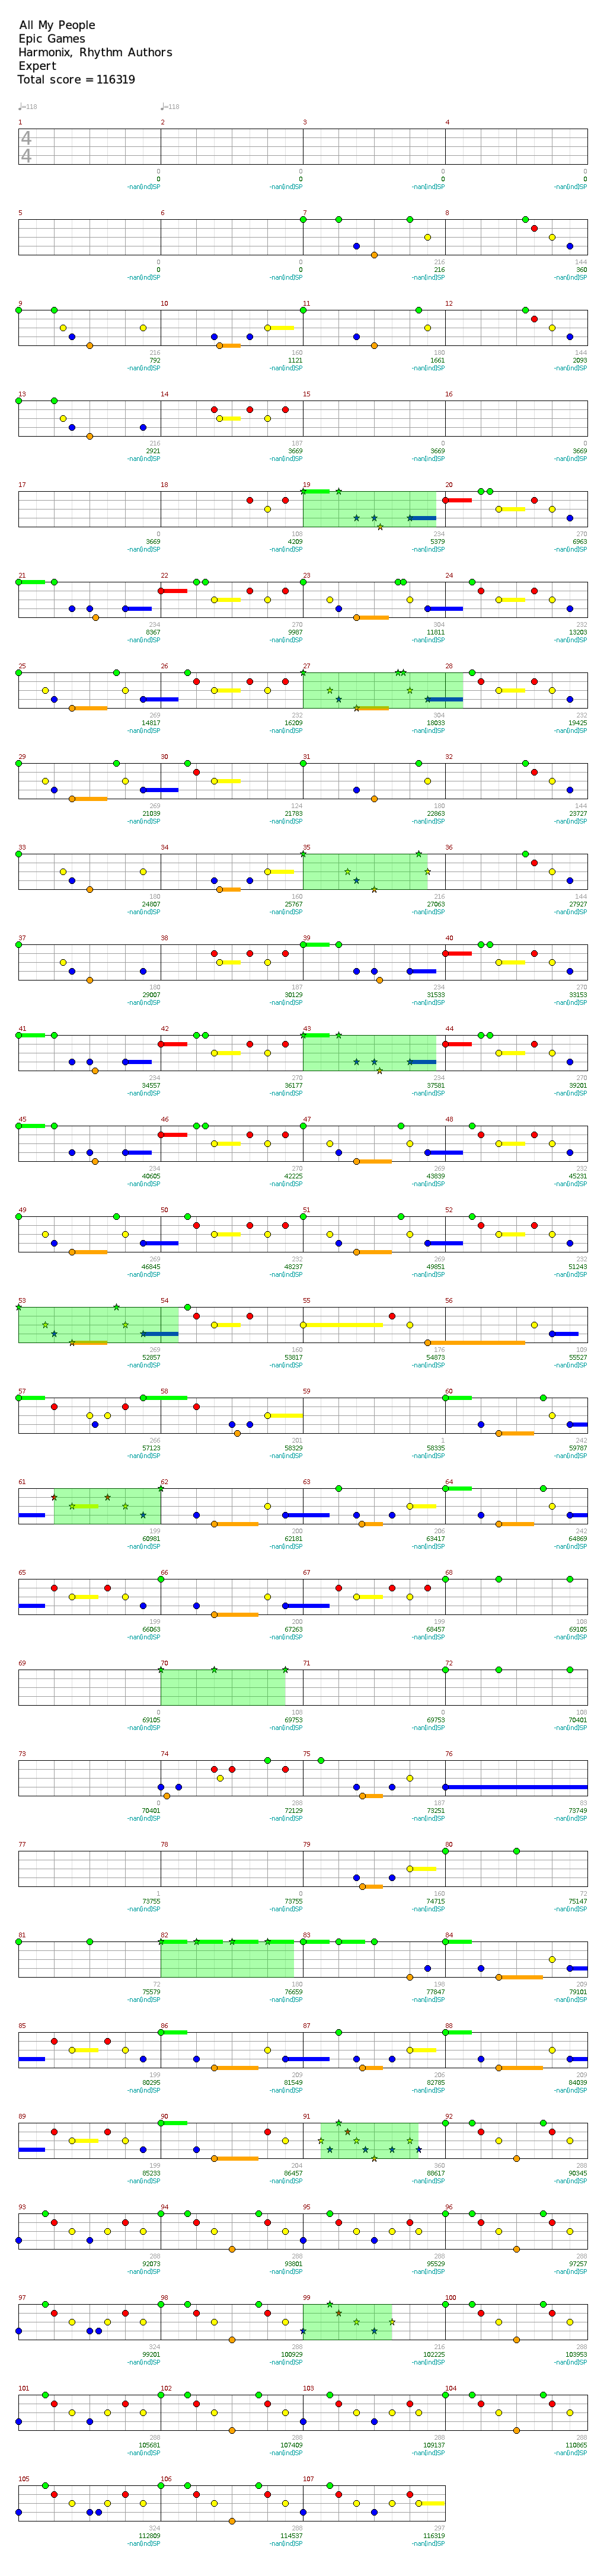 All My People
Epic Games
Harmonix, Rhythm Authors
Expert
Total score = 116319
♩=118 ♩=118
1 2 3 4
4
4
0 0 0 0
0 0 0 0
-nan(ind)SP -nan(ind)SP -nan(ind)SP -nan(ind)SP
5 6 7 8
0 0 216 144
0 0 216 360
-nan(ind)SP -nan(ind)SP -nan(ind)SP -nan(ind)SP
9 10 11 12
216 160 180 144
792 1121 1661 2093
-nan(ind)SP -nan(ind)SP -nan(ind)SP -nan(ind)SP
13 14 15 16
216 187 0 0
2921 3669 3669 3669
-nan(ind)SP -nan(ind)SP -nan(ind)SP -nan(ind)SP
17 18 19 20
0 108 234 270
3669 4209 5379 6963
-nan(ind)SP -nan(ind)SP -nan(ind)SP -nan(ind)SP
21 22 23 24
234 270 304 232
8367 9987 11811 13203
-nan(ind)SP -nan(ind)SP -nan(ind)SP -nan(ind)SP
25 26 27 28
269 232 304 232
14817 16209 18033 19425
-nan(ind)SP -nan(ind)SP -nan(ind)SP -nan(ind)SP
29 30 31 32
269 124 180 144
21039 21783 22863 23727
-nan(ind)SP -nan(ind)SP -nan(ind)SP -nan(ind)SP
33 34 35 36
180 160 216 144
24807 25767 27063 27927
-nan(ind)SP -nan(ind)SP -nan(ind)SP -nan(ind)SP
37 38 39 40
180 187 234 270
29007 30129 31533 33153
-nan(ind)SP -nan(ind)SP -nan(ind)SP -nan(ind)SP
41 42 43 44
234 270 234 270
34557 36177 37581 39201
-nan(ind)SP -nan(ind)SP -nan(ind)SP -nan(ind)SP
45 46 47 48
234 270 269 232
40605 42225 43839 45231
-nan(ind)SP -nan(ind)SP -nan(ind)SP -nan(ind)SP
49 50 51 52
269 232 269 232
46845 48237 49851 51243
-nan(ind)SP -nan(ind)SP -nan(ind)SP -nan(ind)SP
53 54 55 56
269 160 176 109
52857 53817 54873 55527
-nan(ind)SP -nan(ind)SP -nan(ind)SP -nan(ind)SP
57 58 59 60
266 201 1 242
57123 58329 58335 59787
-nan(ind)SP -nan(ind)SP -nan(ind)SP -nan(ind)SP
61 62 63 64
199 200 206 242
60981 62181 63417 64869
-nan(ind)SP -nan(ind)SP -nan(ind)SP -nan(ind)SP
65 66 67 68
199 200 199 108
66063 67263 68457 69105
-nan(ind)SP -nan(ind)SP -nan(ind)SP -nan(ind)SP
69 70 71 72
0 108 0 108
69105 69753 69753 70401
-nan(ind)SP -nan(ind)SP -nan(ind)SP -nan(ind)SP
73 74 75 76
0 288 187 83
70401 72129 73251 73749
-nan(ind)SP -nan(ind)SP -nan(ind)SP -nan(ind)SP
77 78 79 80
1 0 160 72
73755 73755 74715 75147
-nan(ind)SP -nan(ind)SP -nan(ind)SP -nan(ind)SP
81 82 83 84
72 180 198 209
75579 76659 77847 79101
-nan(ind)SP -nan(ind)SP -nan(ind)SP -nan(ind)SP
85 86 87 88
199 209 206 209
80295 81549 82785 84039
-nan(ind)SP -nan(ind)SP -nan(ind)SP -nan(ind)SP
89 90 91 92
199 204 360 288
85233 86457 88617 90345
-nan(ind)SP -nan(ind)SP -nan(ind)SP -nan(ind)SP
93 94 95 96
288 288 288 288
92073 93801 95529 97257
-nan(ind)SP -nan(ind)SP -nan(ind)SP -nan(ind)SP
97 98 99 100
324 288 216 288
99201 100929 102225 103953
-nan(ind)SP -nan(ind)SP -nan(ind)SP -nan(ind)SP
101 102 103 104
288 288 288 288
105681 107409 109137 110865
-nan(ind)SP -nan(ind)SP -nan(ind)SP -nan(ind)SP
105 106 107
324 288 297
112809 114537 116319
-nan(ind)SP -nan(ind)SP -nan(ind)SP